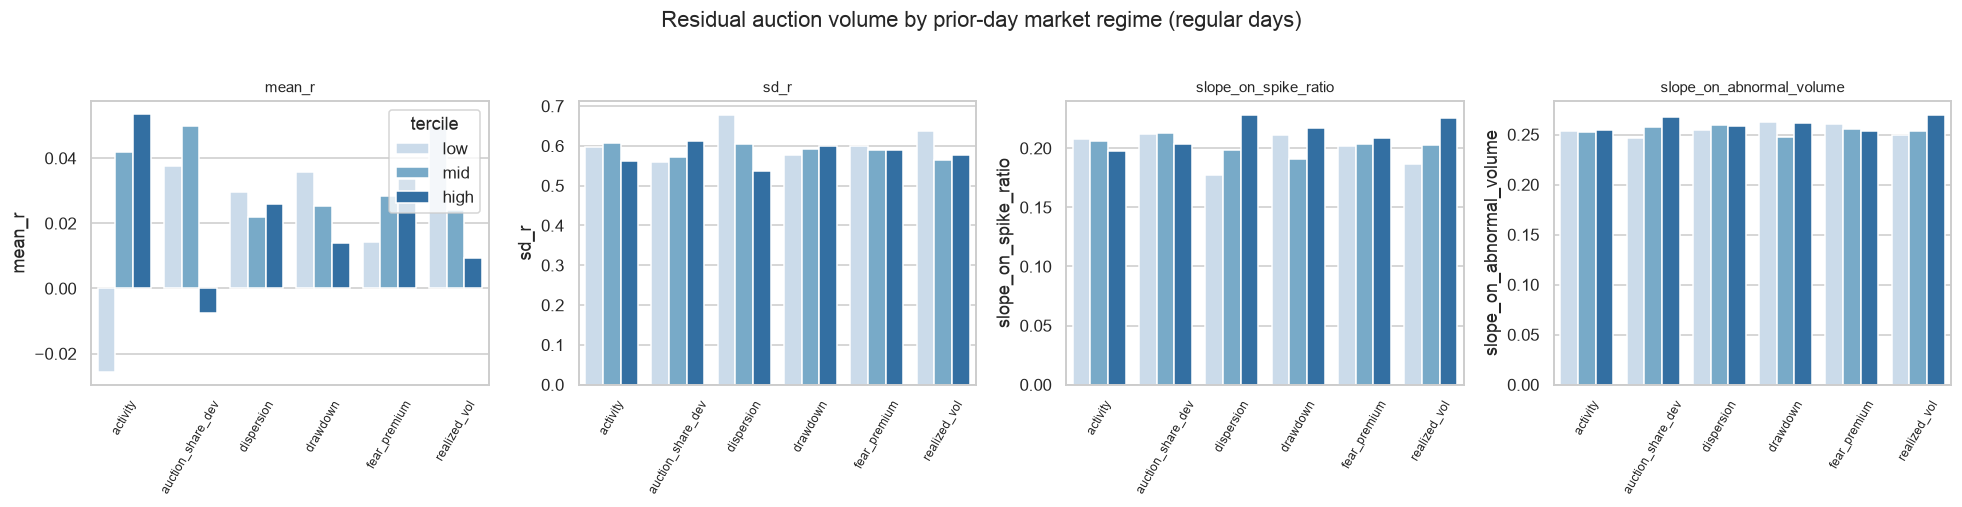 Residual auction volume by prior-day market regime (regular days)
mean_r
mean_r
0.04
0.02
0.00
−0.02
tercile
low
mid
high
activity
auction_share_dev
dispersion
drawdown
fear_premium
realized_vol
sd_r
sd_r
0.7
0.6
0.5
0.4
0.3
0.2
0.1
0.0
activity
auction_share_dev
dispersion
drawdown
fear_premium
realized_vol
slope_on_spike_ratio
slope_on_spike_ratio
0.20
0.15
0.10
0.05
0.00
activity
auction_share_dev
dispersion
drawdown
fear_premium
realized_vol
slope_on_abnormal_volume
slope_on_abnormal_volume
0.25
0.20
0.15
0.10
0.05
0.00
activity
auction_share_dev
dispersion
drawdown
fear_premium
realized_vol